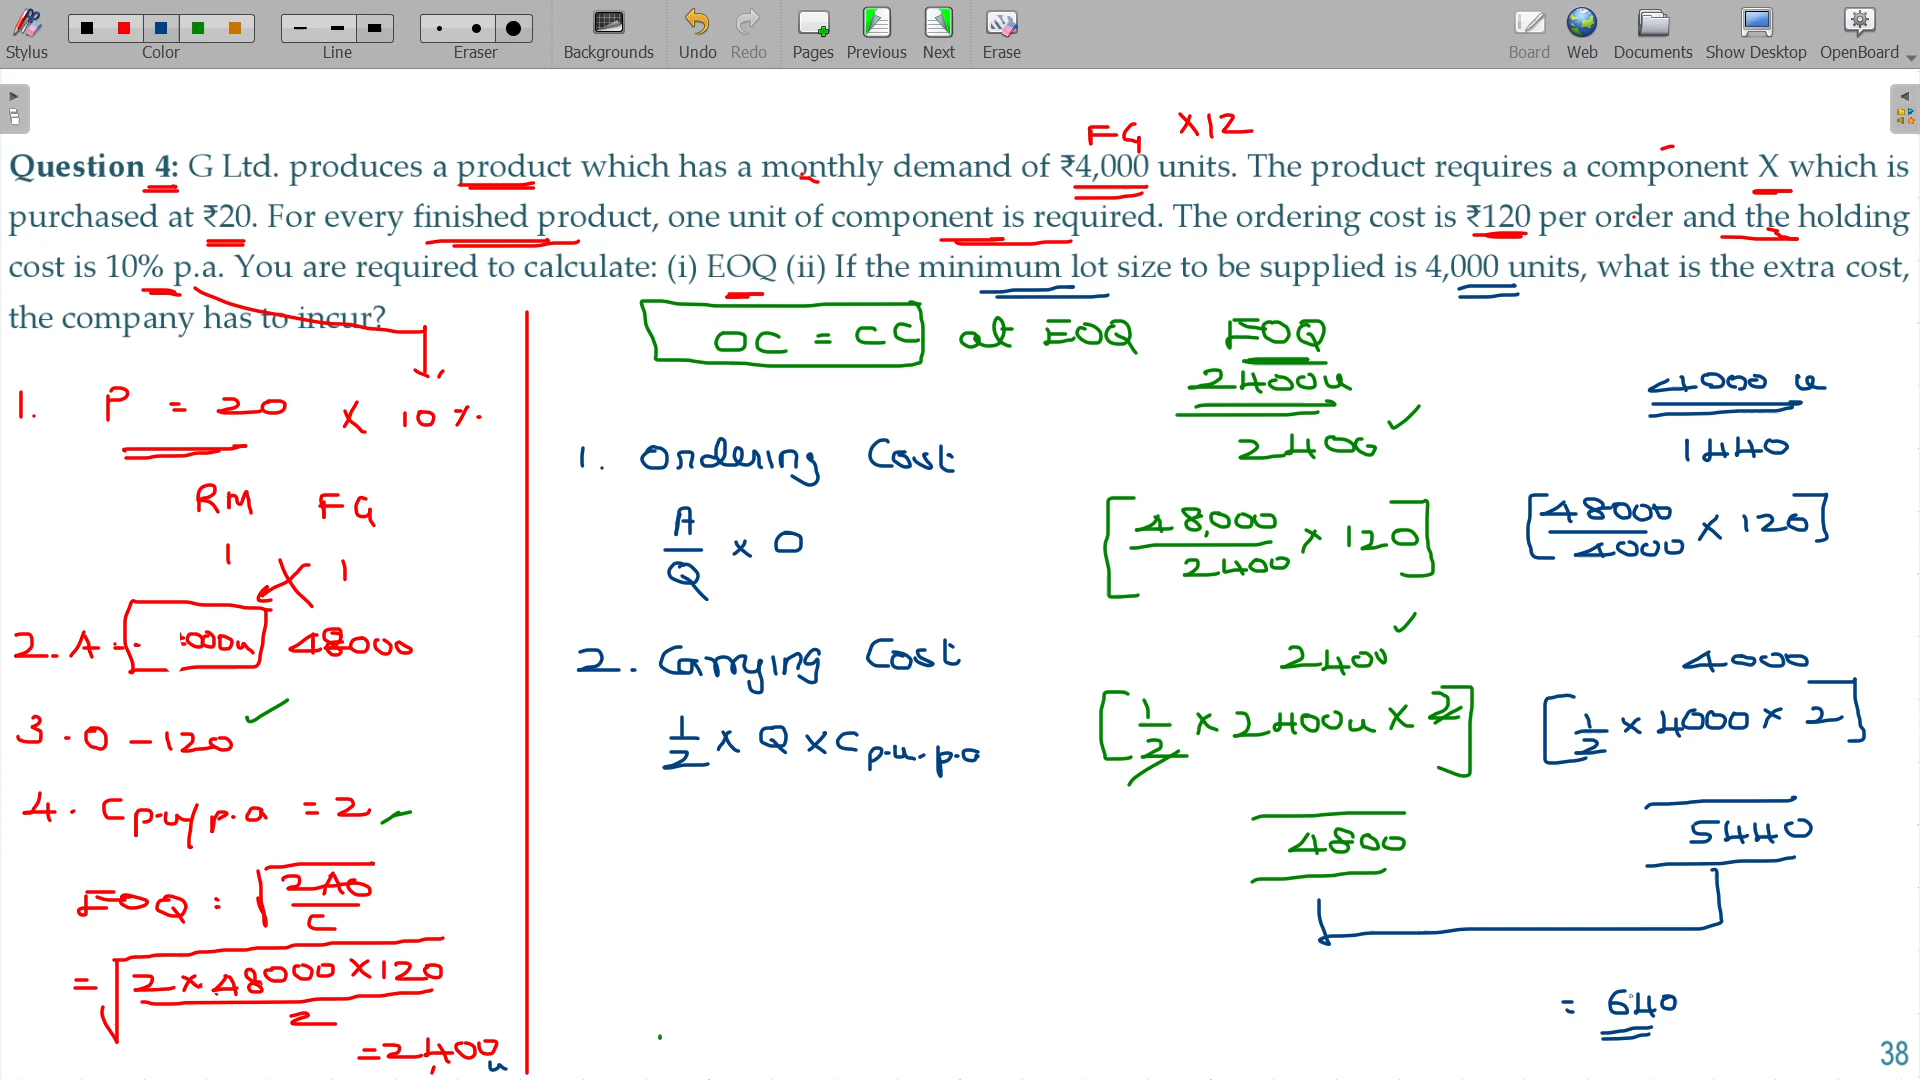 Stylus
Color
Line
Eraser
Backgrounds
Undo
Redo
Pages
Previous
Next
Erase
Board
Web
Documents
Show Desktop
OpenBoard
FG ×12
Question 4: G Ltd. produces a product which has a monthly demand of ₹4,000 units. The product requires a component X which is
purchased at ₹20. For every finished product, one unit of component is required. The ordering cost is ₹120 per order and the holding
cost is 10% p.a. You are required to calculate: (i) EOQ (ii) If the minimum lot size to be supplied is 4,000 units, what is the extra cost,
the company has to incur?
1. P = 20 × 10%
RM FG
1 1
2. A = 000u 48000
3. O - 120
4. C p.u/p.a = 2
EOQ : √2AO/C
= √2×48000×120/2
= 2,400u
OC = CC at EOQ
EOQ
2400u 4000 u
1. Ordering Cost 2400 1440
A/Q × O [48,000/2400 × 120] [48000/4000 × 120]
2. Carrying Cost 2400 4000
1/2 × Q × C p.u.p.a [1/2 × 2400u × 2] [1/2 × 4000 × 2]
4800 5440
= 640
38